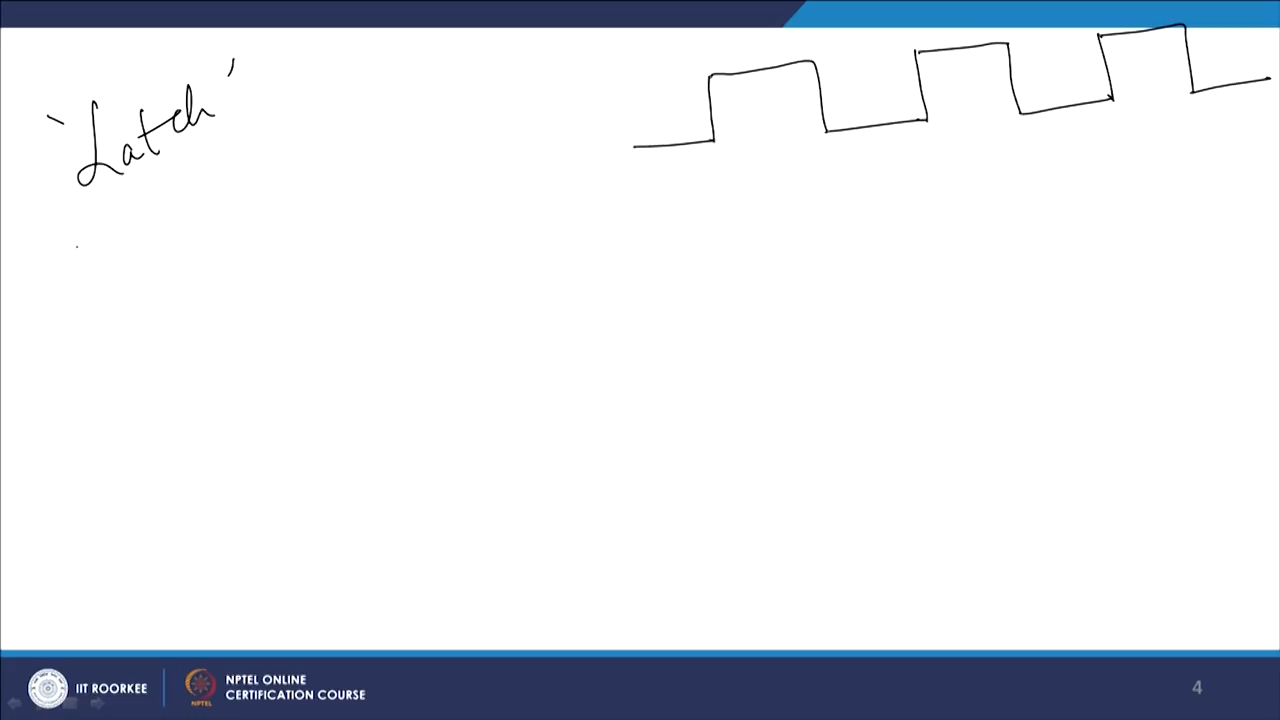 'Latch'
IIT ROORKEE
NPTEL ONLINE
CERTIFICATION COURSE
NPTEL
4